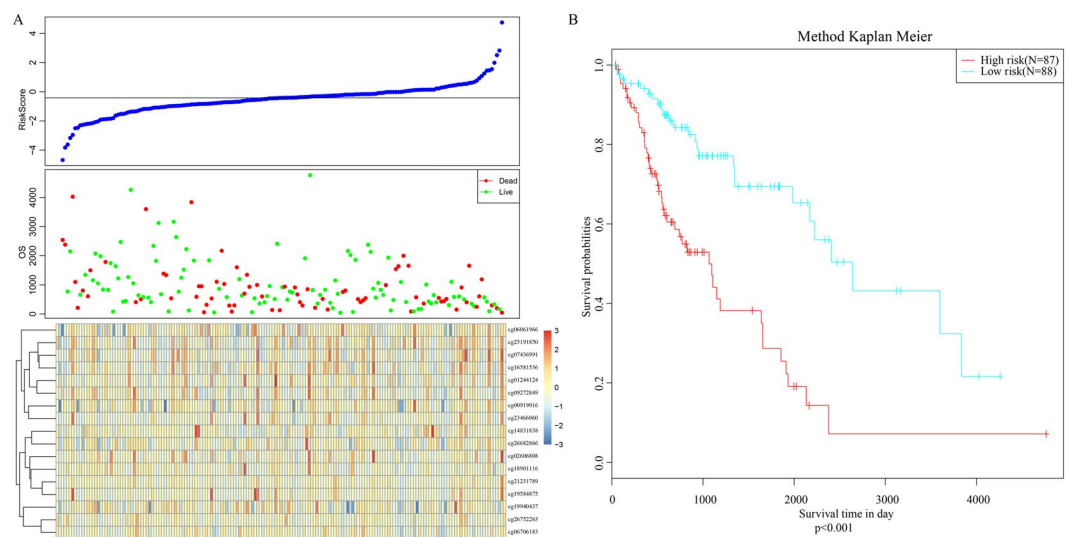 A
RiskScore
4
2
0
−2
−4
OS
4000
3000
2000
1000
0
Dead
Live
cg06061966
cg25191850
cg07436991
cg16581536
cg01244124
cg09272849
cg00919016
cg23466060
cg14831838
cg26682866
cg02606808
cg18901116
cg21231789
cg19584875
cg19940437
cg26752263
cg06706183
3
2
1
0
−1
−2
−3
B
Method Kaplan Meier
High risk(N=87)
Low risk(N=88)
Survival probabilities
1.0
0.8
0.6
0.4
0.2
0.0
0 1000 2000 3000 4000
Survival time in day
p<0.001